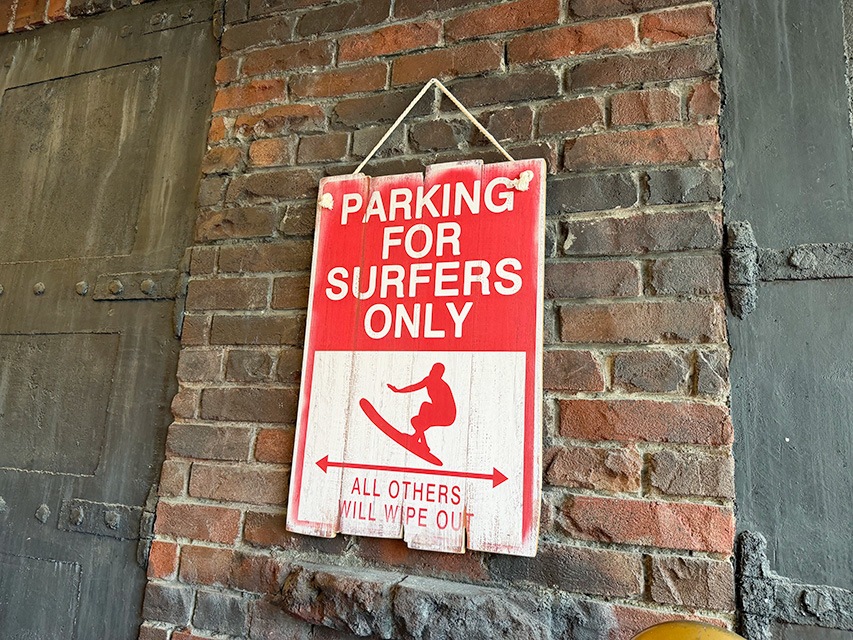 PARKING
FOR
SURFERS
ONLY
ALL OTHERS
WILL WIPE OUT